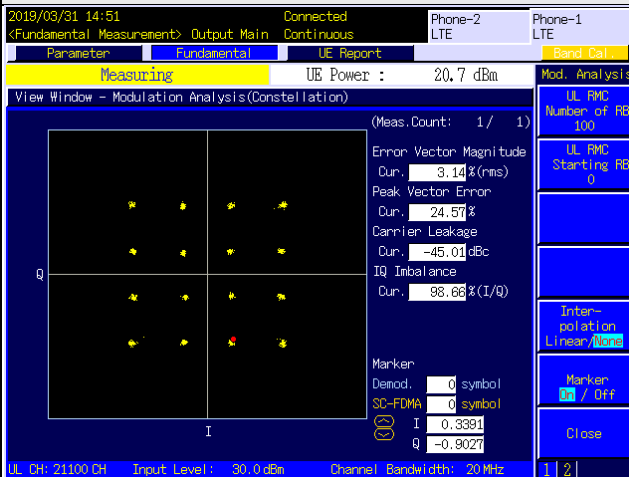 2019/03/31 14:51 Connected Phone-2 Phone-1
<Fundamental Measurement> Output Main Continuous LTE LTE
Parameter Fundamental UE Report Band Cal.
Measuring UE Power : 20.7 dBm Mod. Analysis
View Window - Modulation Analysis(Constellation)
UL RMC
Number of RB
100
(Meas.Count: 1/ 1)
Error Vector Magnitude
Cur. 3.14 %(rms)
UL RMC
Starting RB
0
Peak Vector Error
Cur. 24.57 %
Carrier Leakage
Cur. -45.01 dBc
IQ Imbalance
Cur. 98.66 %(I/Q)
Q
Inter-
polation
Linear/None
Marker
Demod. 0 symbol
SC-FDMA 0 symbol
I 0.3391
Q -0.9027
Marker
On / Off
I
Close
UL CH: 21100 CH Input Level: 30.0 dBm Channel Bandwidth: 20 MHz 1 2